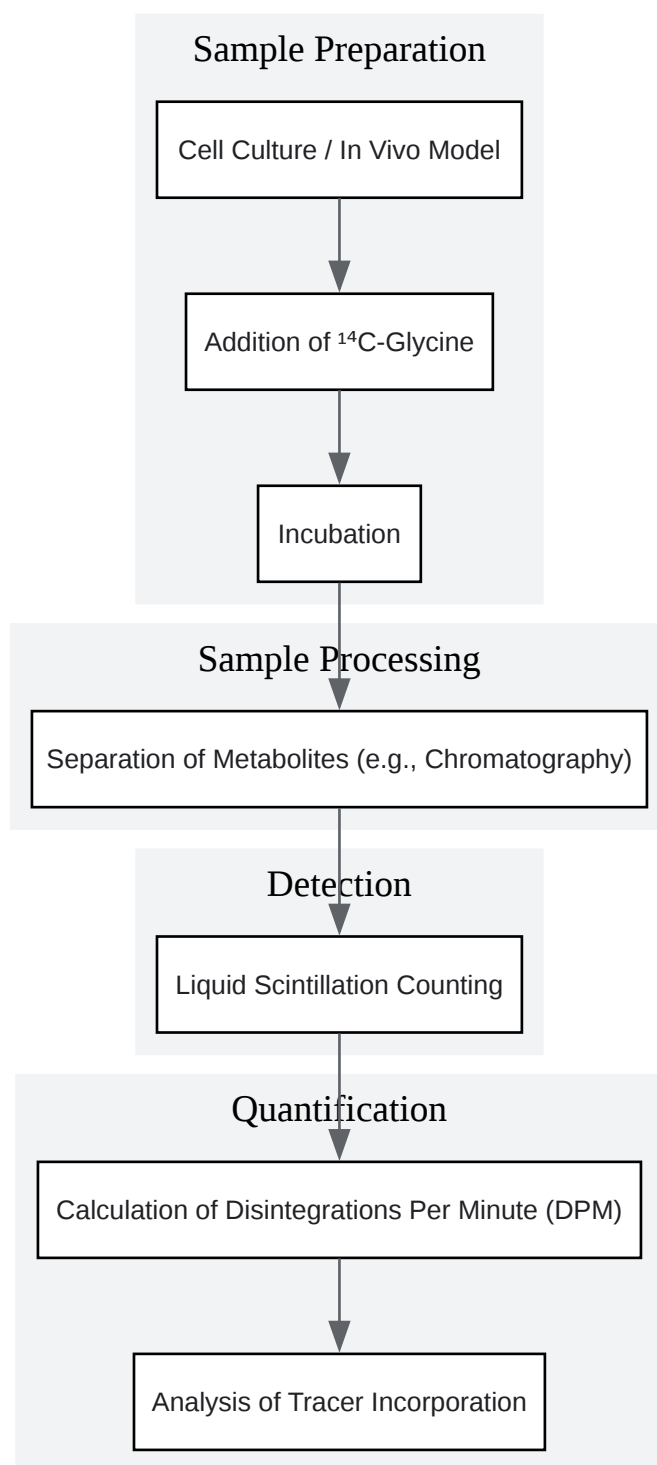 Sample Preparation
Cell Culture / In Vivo Model
Addition of ¹⁴C-Glycine
Incubation
Sample Processing
Separation of Metabolites (e.g., Chromatography)
Detection
Liquid Scintillation Counting
Quantification
Calculation of Disintegrations Per Minute (DPM)
Analysis of Tracer Incorporation